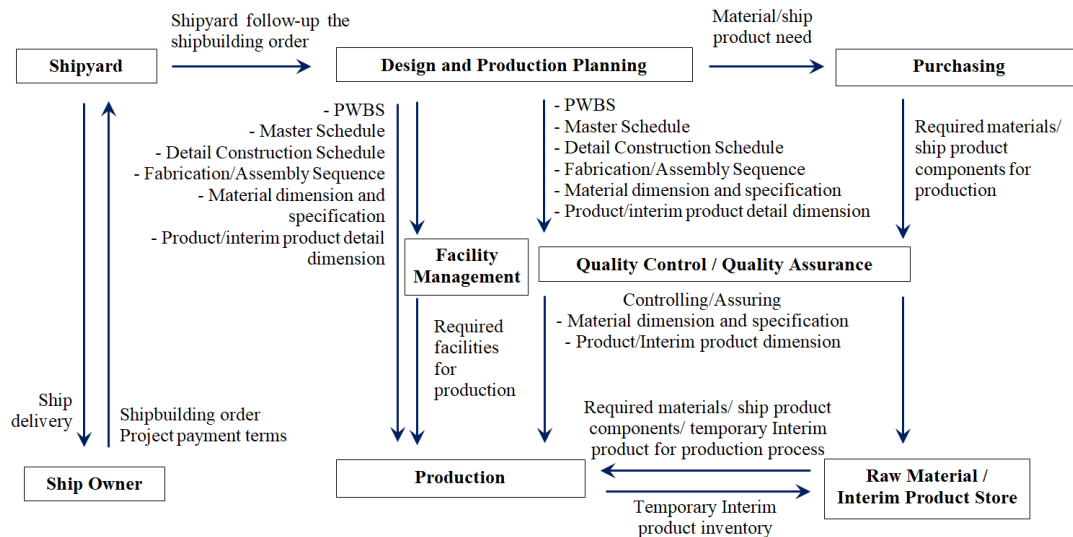 Shipyard follow-up the
shipbuilding order
Material/ship
product need
Shipyard
Design and Production Planning
Purchasing
- PWBS
- Master Schedule
- Detail Construction Schedule
- Fabrication/Assembly Sequence
- Material dimension and
specification
- Product/interim product detail
dimension
- PWBS
- Master Schedule
- Detail Construction Schedule
- Fabrication/Assembly Sequence
- Material dimension and specification
- Product/interim product detail dimension
Required materials/
ship product
components for
production
Facility
Management
Quality Control / Quality Assurance
Controlling/Assuring
- Material dimension and specification
- Product/Interim product dimension
Required
facilities
for
production
Ship
delivery
Shipbuilding order
Project payment terms
Required materials/ ship product
components/ temporary Interim
product for production process
Ship Owner
Production
Raw Material /
Interim Product Store
Temporary Interim
product inventory